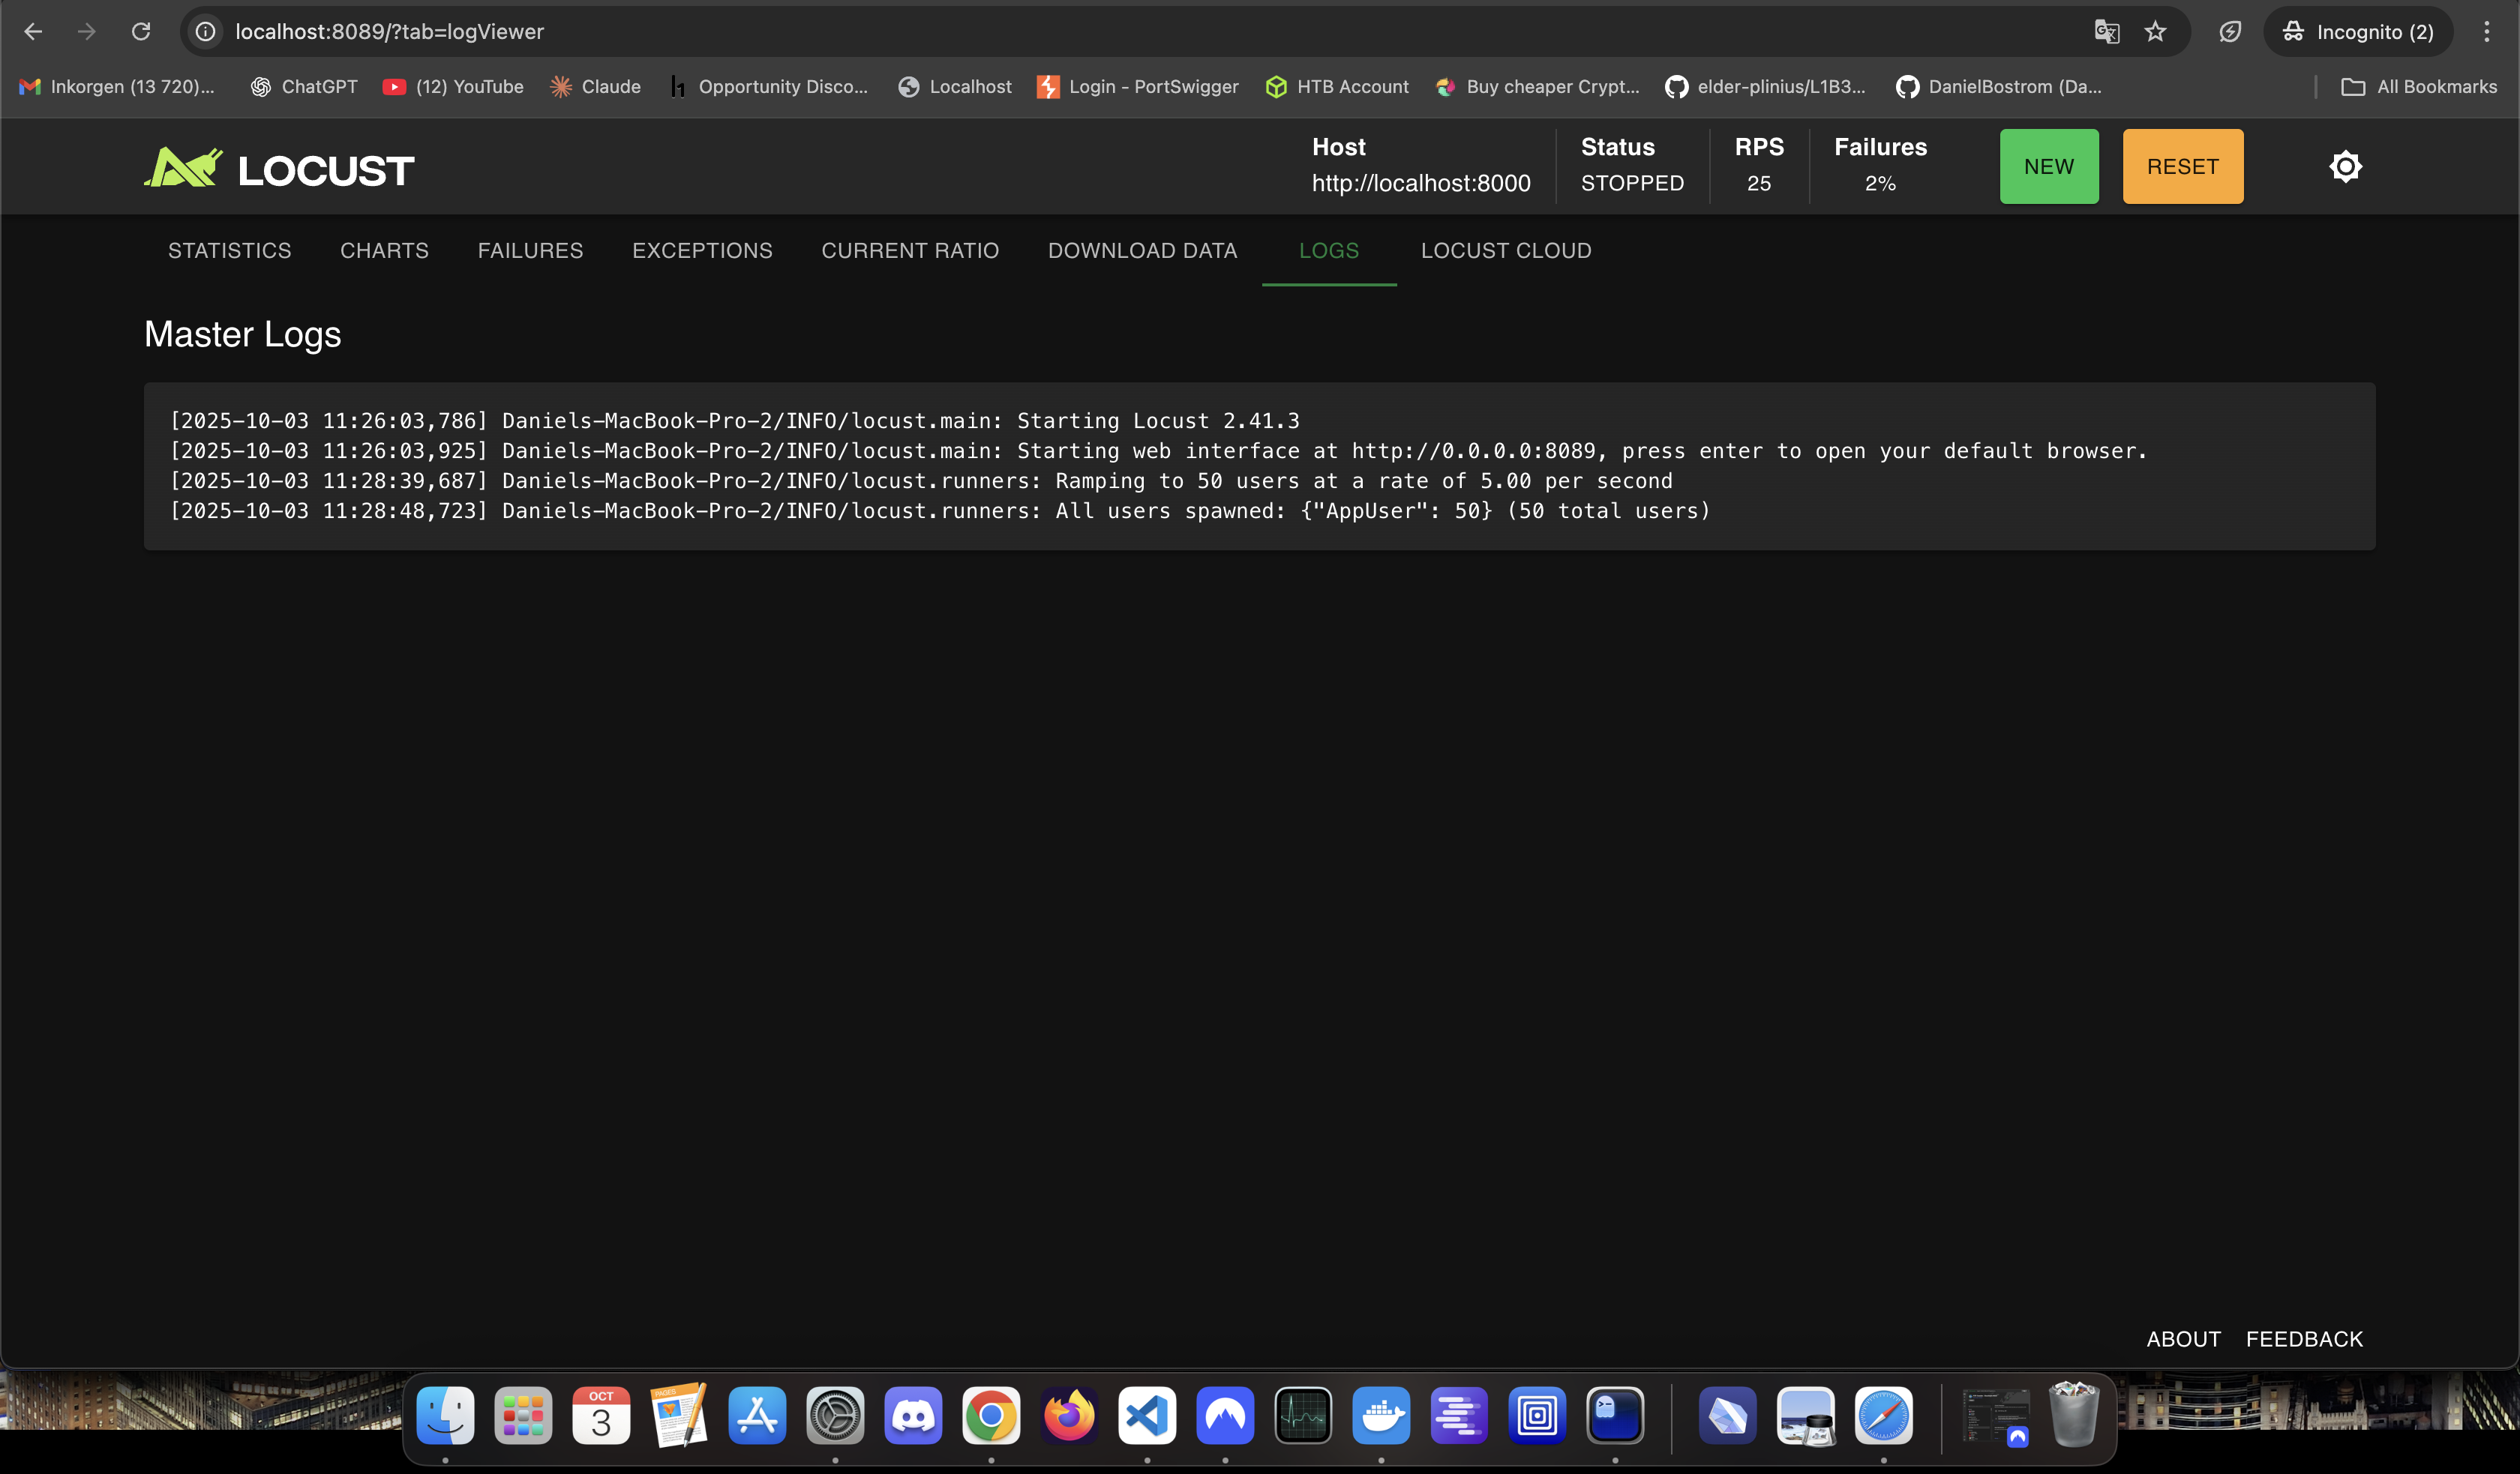 localhost:8089/?tab=logViewer
Incognito (2)
Inkorgen (13 720)...
ChatGPT
(12) YouTube
Claude
Opportunity Disco...
Localhost
Login - PortSwigger
HTB Account
Buy cheaper Crypt...
elder-plinius/L1B3...
DanielBostrom (Da...
All Bookmarks
LOCUST
Host
http://localhost:8000
Status
STOPPED
RPS
25
Failures
2%
NEW
RESET
STATISTICS
CHARTS
FAILURES
EXCEPTIONS
CURRENT RATIO
DOWNLOAD DATA
LOGS
LOCUST CLOUD
Master Logs
[2025-10-03 11:26:03,786] Daniels-MacBook-Pro-2/INFO/locust.main: Starting Locust 2.41.3
[2025-10-03 11:26:03,925] Daniels-MacBook-Pro-2/INFO/locust.main: Starting web interface at http://0.0.0.0:8089, press enter to open your default browser.
[2025-10-03 11:28:39,687] Daniels-MacBook-Pro-2/INFO/locust.runners: Ramping to 50 users at a rate of 5.00 per second
[2025-10-03 11:28:48,723] Daniels-MacBook-Pro-2/INFO/locust.runners: All users spawned: {"AppUser": 50} (50 total users)
ABOUT
FEEDBACK
OCT
3
PAGES